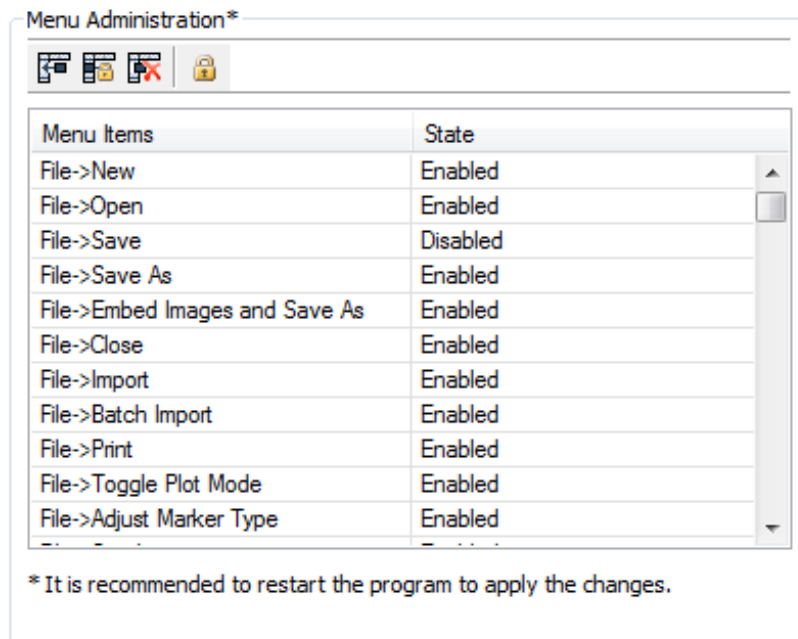 Menu Administration*
Menu Items State
File->New Enabled
File->Open Enabled
File->Save Disabled
File->Save As Enabled
File->Embed Images and Save As Enabled
File->Close Enabled
File->Import Enabled
File->Batch Import Enabled
File->Print Enabled
File->Toggle Plot Mode Enabled
File->Adjust Marker Type Enabled
* It is recommended to restart the program to apply the changes.